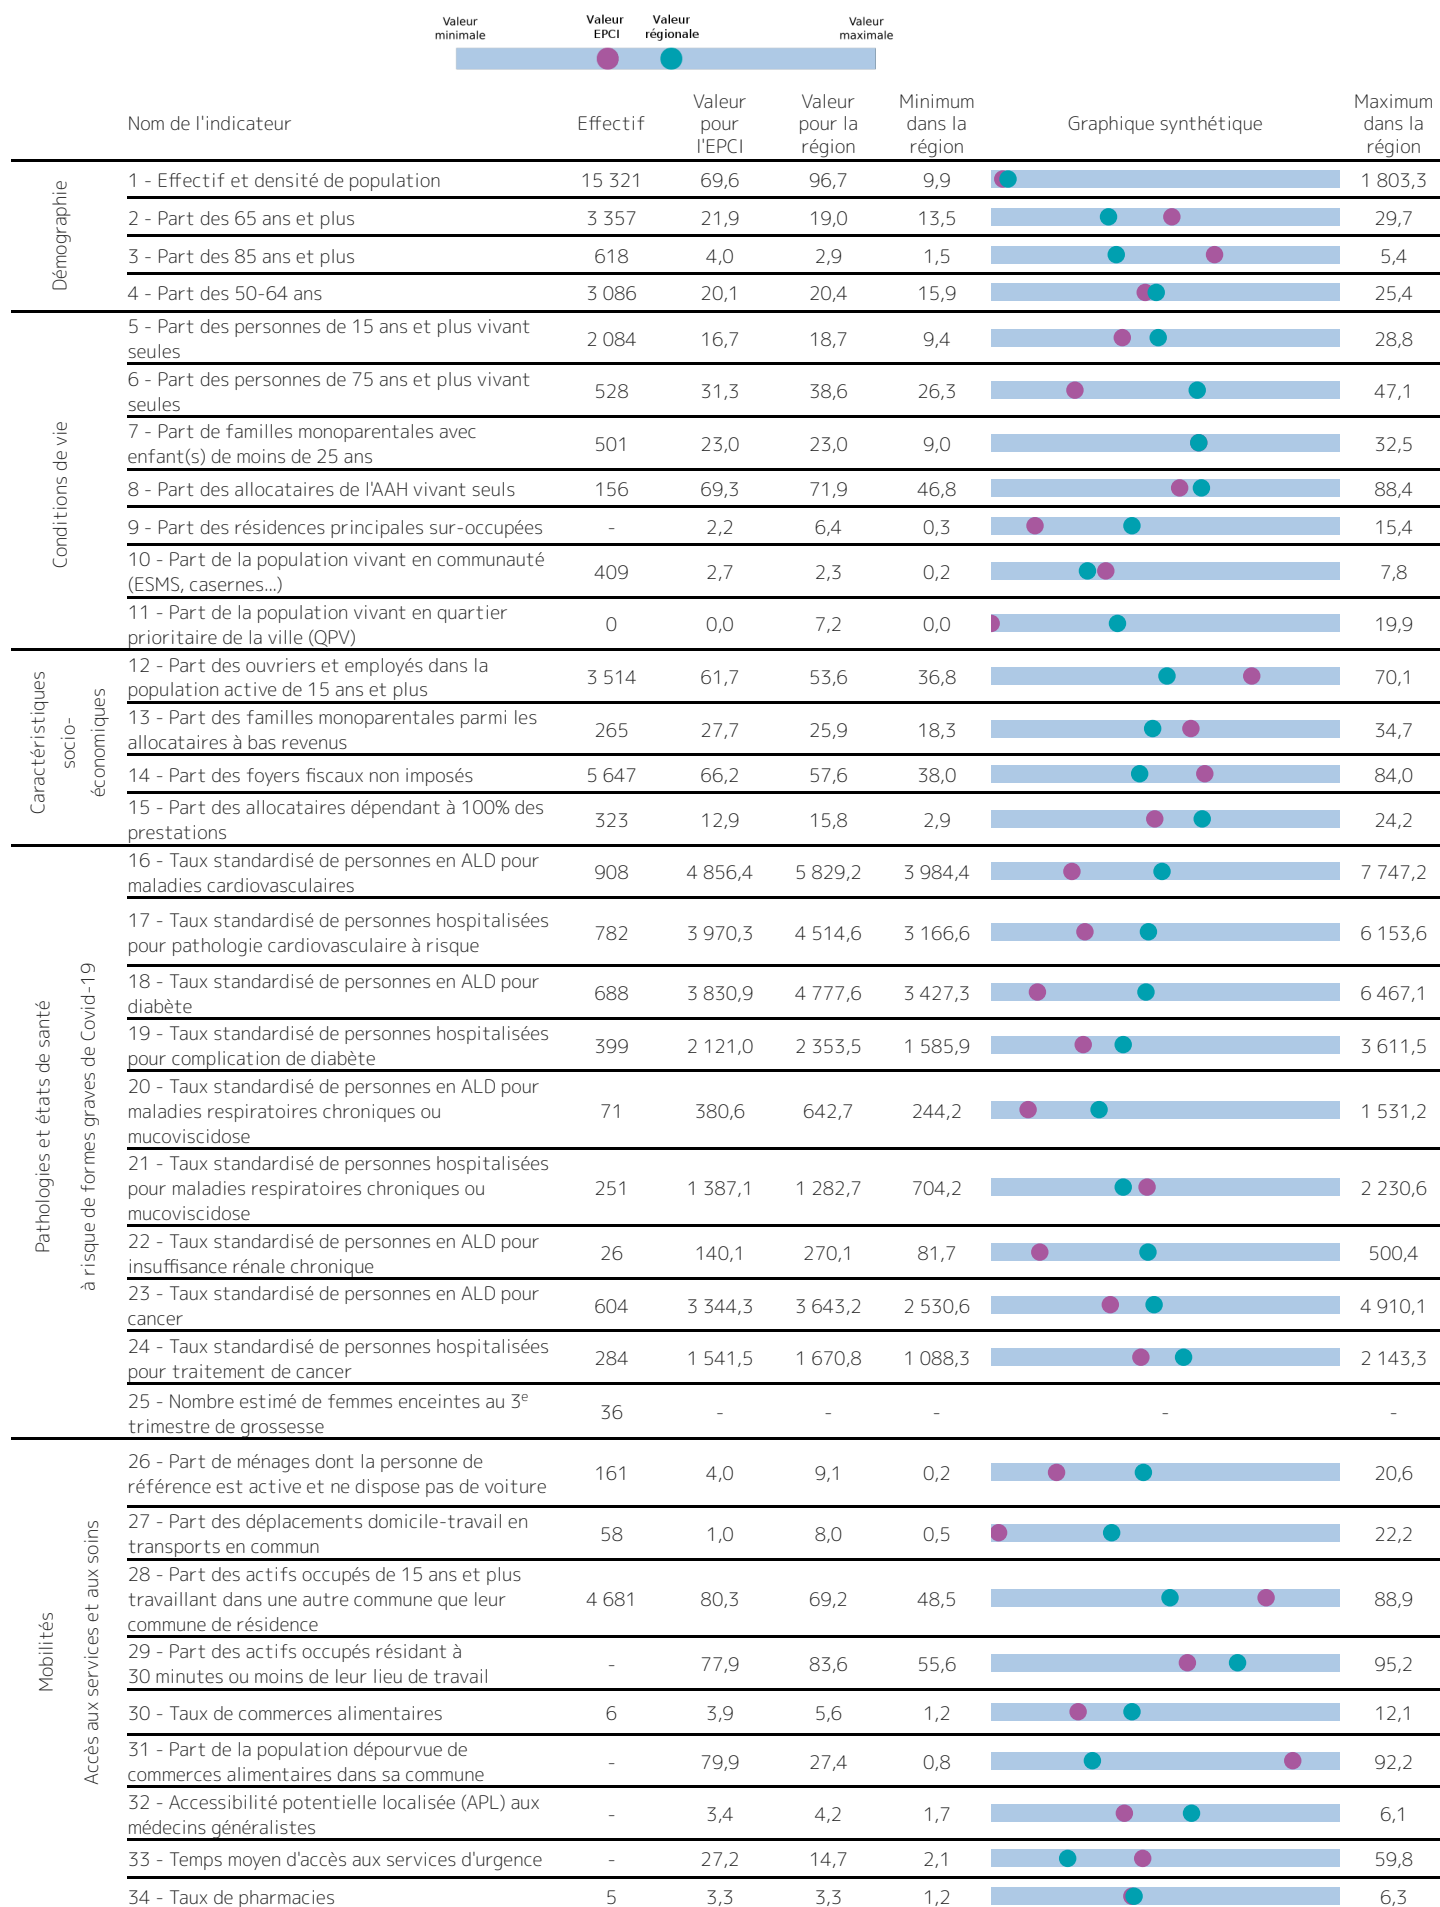 Valeur minimale
Valeur EPCI
Valeur régionale
Valeur maximale
Nom de l'indicateur
Effectif
Valeur pour l'EPCI
Valeur pour la région
Minimum dans la région
Graphique synthétique
Maximum dans la région
Démographie
1 - Effectif et densité de population 15 321 69,6 96,7 9,9 1 803,3
2 - Part des 65 ans et plus 3 357 21,9 19,0 13,5 29,7
3 - Part des 85 ans et plus 618 4,0 2,9 1,5 5,4
4 - Part des 50-64 ans 3 086 20,1 20,4 15,9 25,4
Conditions de vie
5 - Part des personnes de 15 ans et plus vivant
seules 2 084 16,7 18,7 9,4 28,8
6 - Part des personnes de 75 ans et plus vivant
seules 528 31,3 38,6 26,3 47,1
7 - Part de familles monoparentales avec
enfant(s) de moins de 25 ans 501 23,0 23,0 9,0 32,5
8 - Part des allocataires de l'AAH vivant seuls 156 69,3 71,9 46,8 88,4
9 - Part des résidences principales sur-occupées - 2,2 6,4 0,3 15,4
10 - Part de la population vivant en communauté
(ESMS, casernes...) 409 2,7 2,3 0,2 7,8
11 - Part de la population vivant en quartier
prioritaire de la ville (QPV) 0 0,0 7,2 0,0 19,9
Caractéristiques
socio-
économiques
12 - Part des ouvriers et employés dans la
population active de 15 ans et plus 3 514 61,7 53,6 36,8 70,1
13 - Part des familles monoparentales parmi les
allocataires à bas revenus 265 27,7 25,9 18,3 34,7
14 - Part des foyers fiscaux non imposés 5 647 66,2 57,6 38,0 84,0
15 - Part des allocataires dépendant à 100% des
prestations 323 12,9 15,8 2,9 24,2
Pathologies et états de santé
à risque de formes graves de Covid-19
16 - Taux standardisé de personnes en ALD pour
maladies cardiovasculaires 908 4 856,4 5 829,2 3 984,4 7 747,2
17 - Taux standardisé de personnes hospitalisées
pour pathologie cardiovasculaire à risque 782 3 970,3 4 514,6 3 166,6 6 153,6
18 - Taux standardisé de personnes en ALD pour
diabète 688 3 830,9 4 777,6 3 427,3 6 467,1
19 - Taux standardisé de personnes hospitalisées
pour complication de diabète 399 2 121,0 2 353,5 1 585,9 3 611,5
20 - Taux standardisé de personnes en ALD pour
maladies respiratoires chroniques ou 71 380,6 642,7 244,2 1 531,2
mucoviscidose
21 - Taux standardisé de personnes hospitalisées
pour maladies respiratoires chroniques ou 251 1 387,1 1 282,7 704,2 2 230,6
mucoviscidose
22 - Taux standardisé de personnes en ALD pour
insuffisance rénale chronique 26 140,1 270,1 81,7 500,4
23 - Taux standardisé de personnes en ALD pour
cancer 604 3 344,3 3 643,2 2 530,6 4 910,1
24 - Taux standardisé de personnes hospitalisées
pour traitement de cancer 284 1 541,5 1 670,8 1 088,3 2 143,3
25 - Nombre estimé de femmes enceintes au 3e
trimestre de grossesse 36 - - - - -
Mobilités
Accès aux services et aux soins
26 - Part de ménages dont la personne de
référence est active et ne dispose pas de voiture 161 4,0 9,1 0,2 20,6
27 - Part des déplacements domicile-travail en
transports en commun 58 1,0 8,0 0,5 22,2
28 - Part des actifs occupés de 15 ans et plus
travaillant dans une autre commune que leur 4 681 80,3 69,2 48,5 88,9
commune de résidence
29 - Part des actifs occupés résidant à
30 minutes ou moins de leur lieu de travail - 77,9 83,6 55,6 95,2
30 - Taux de commerces alimentaires 6 3,9 5,6 1,2 12,1
31 - Part de la population dépourvue de
commerces alimentaires dans sa commune - 79,9 27,4 0,8 92,2
32 - Accessibilité potentielle localisée (APL) aux
médecins généralistes - 3,4 4,2 1,7 6,1
33 - Temps moyen d'accès aux services d'urgence - 27,2 14,7 2,1 59,8
34 - Taux de pharmacies 5 3,3 3,3 1,2 6,3